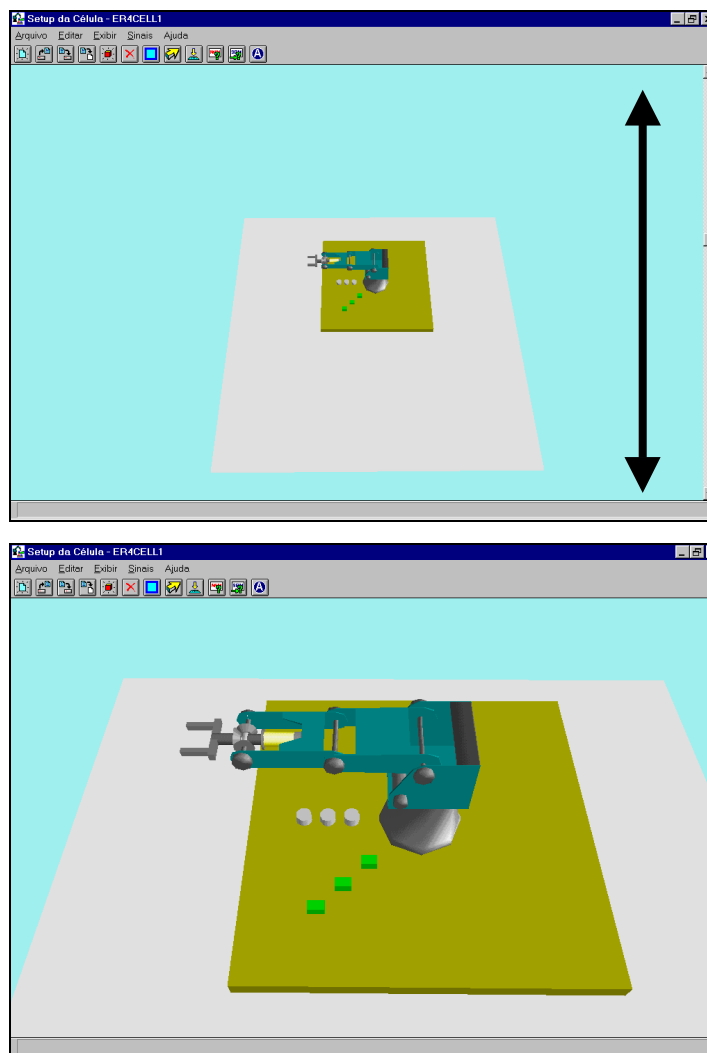 Setup da Célula - ER4CELL1
Arquivo Editar Exibir Sinais Ajuda
A
Setup da Célula - ER4CELL1
Arquivo Editar Exibir Sinais Ajuda
A